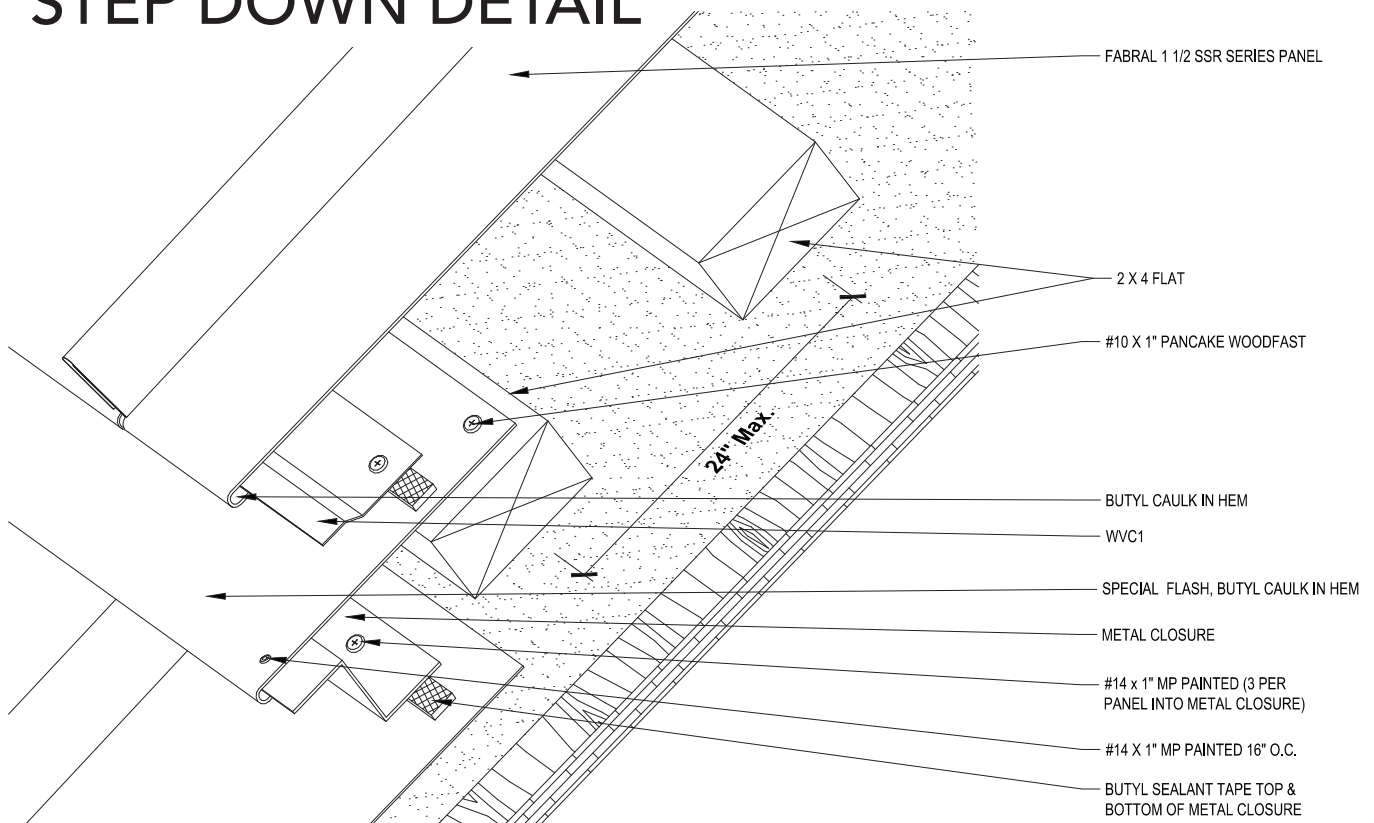 STEP DOWN DETAIL
FABRAL 1 1/2 SSR SERIES PANEL
2 X 4 FLAT
#10 X 1" PANCAKE WOODFAST
24" Max.
BUTYL CAULK IN HEM
WVC1
SPECIAL FLASH, BUTYL CAULK IN HEM
METAL CLOSURE
#14 x 1" MP PAINTED (3 PER
PANEL INTO METAL CLOSURE)
#14 X 1" MP PAINTED 16" O.C.
BUTYL SEALANT TAPE TOP &
BOTTOM OF METAL CLOSURE